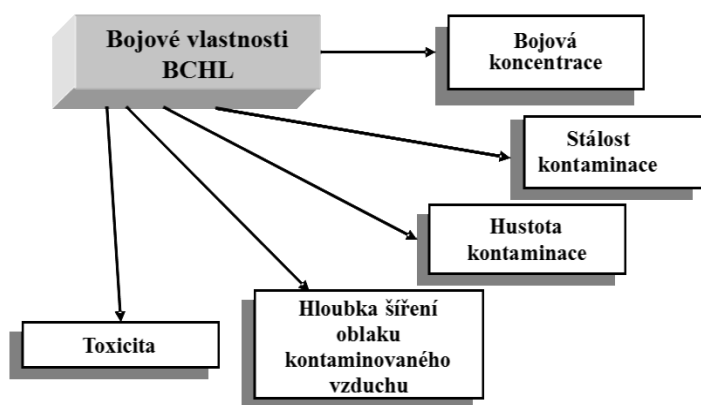 Bojové vlastnosti
BCHL
Bojová
koncentrace
Stálost
kontaminace
Hustota
kontaminace
Hloubka šíření
oblaku
kontaminovaného
vzduchu
Toxicita